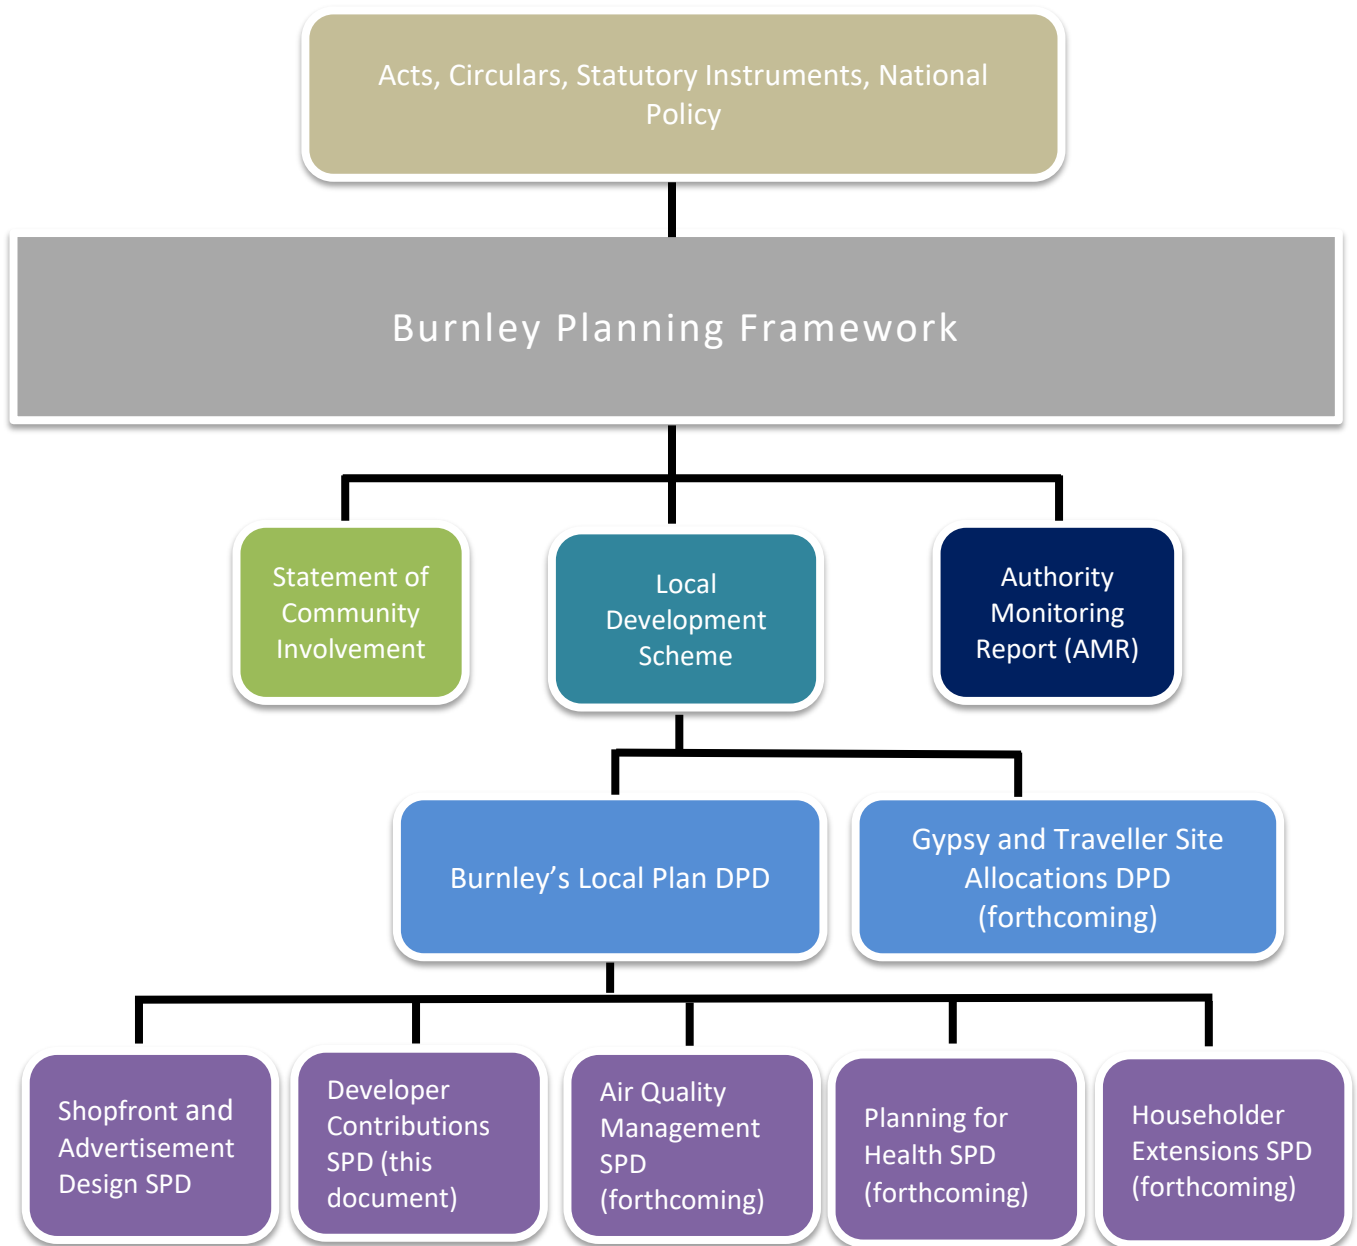 Acts, Circulars, Statutory Instruments, National
Policy
Burnley Planning Framework
Statement of
Community
Involvement
Local
Development
Scheme
Authority
Monitoring
Report (AMR)
Burnley’s Local Plan DPD
Gypsy and Traveller Site
Allocations DPD
(forthcoming)
Shopfront and
Advertisement
Design SPD
Developer
Contributions
SPD (this
document)
Air Quality
Management
SPD
(forthcoming)
Planning for
Health SPD
(forthcoming)
Householder
Extensions SPD
(forthcoming)